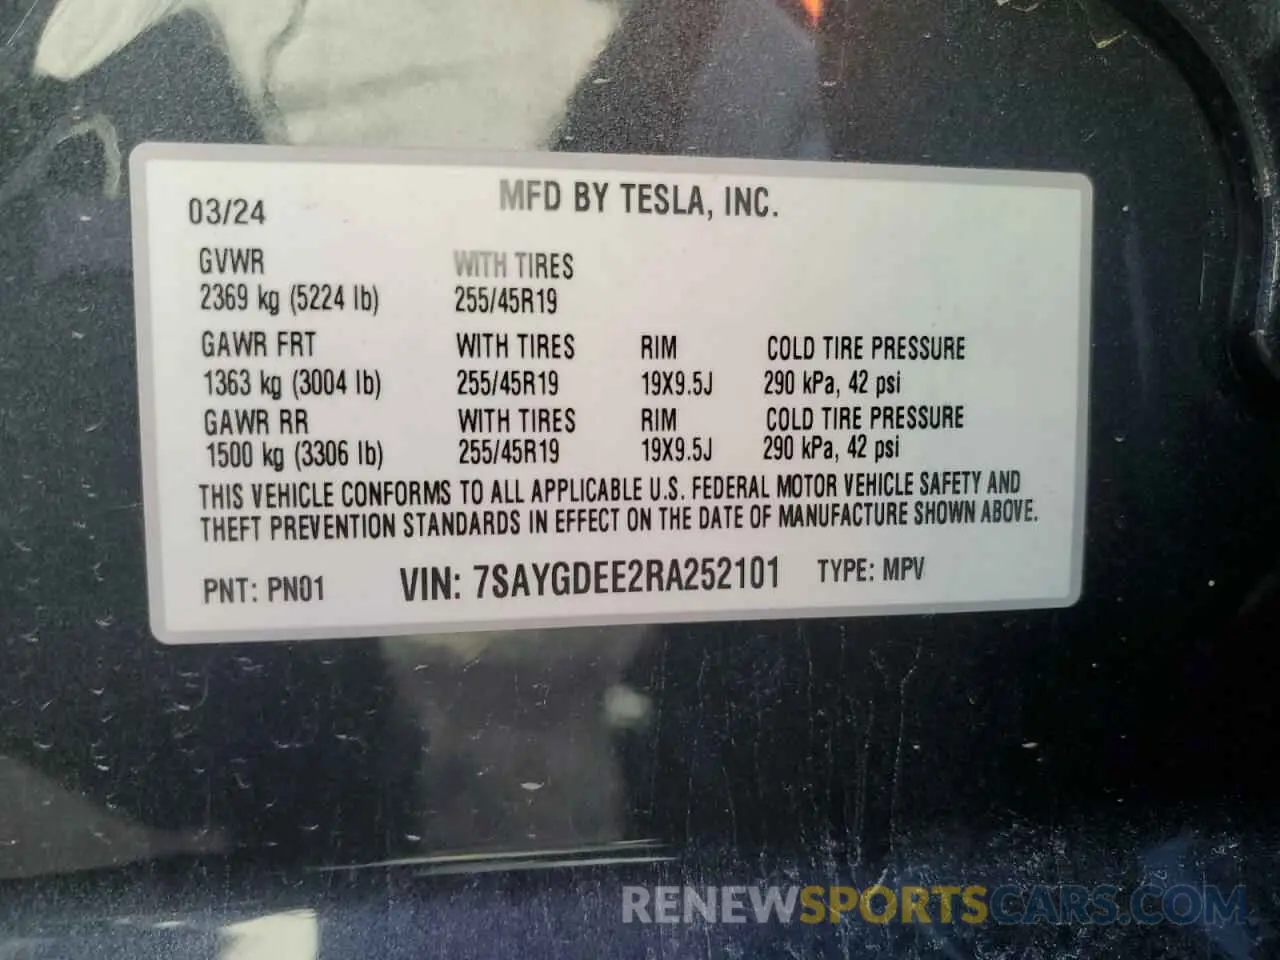 03/24 MFD BY TESLA, INC.
GVWR WITH TIRES
2369 kg (5224 lb) 255/45R19
GAWR FRT WITH TIRES RIM COLD TIRE PRESSURE
1363 kg (3004 lb) 255/45R19 19X9.5J 290 kPa, 42 psi
GAWR RR WITH TIRES RIM COLD TIRE PRESSURE
1500 kg (3306 lb) 255/45R19 19X9.5J 290 kPa, 42 psi
THIS VEHICLE CONFORMS TO ALL APPLICABLE U.S. FEDERAL MOTOR VEHICLE SAFETY AND
THEFT PREVENTION STANDARDS IN EFFECT ON THE DATE OF MANUFACTURE SHOWN ABOVE.
PNT: PN01 VIN: 7SAYGDEE2RA252101 TYPE: MPV
RENEWSPORTSCARS.COM